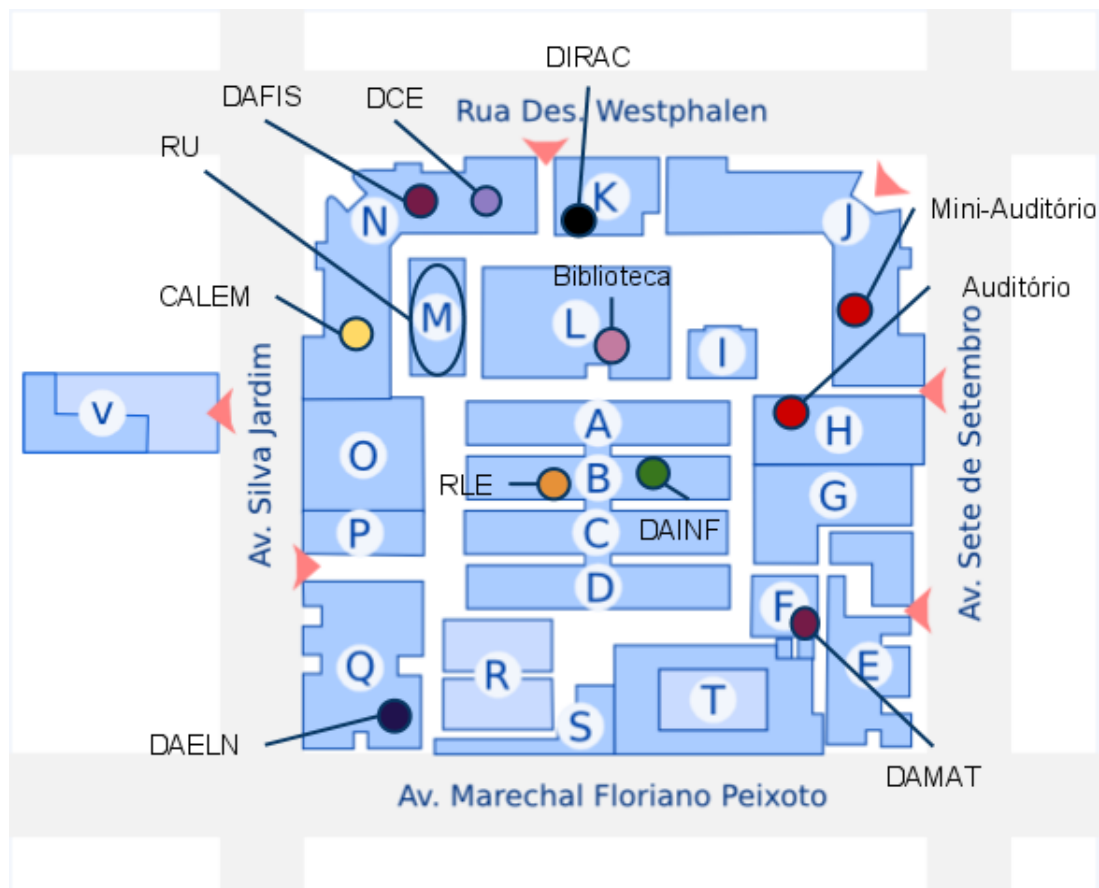 DIRAC
DAFIS
DCE
Rua Des. Westphalen
RU
K
N
J
Mini-Auditório
Biblioteca
Auditório
CALEM
M
L
I
V
Av. Silva Jardim
A
H
O
B
RLE
G
Av. Sete de Setembro
P
C
DAINF
D
F
Q
R
E
T
S
DAELN
DAMAT
Av. Marechal Floriano Peixoto